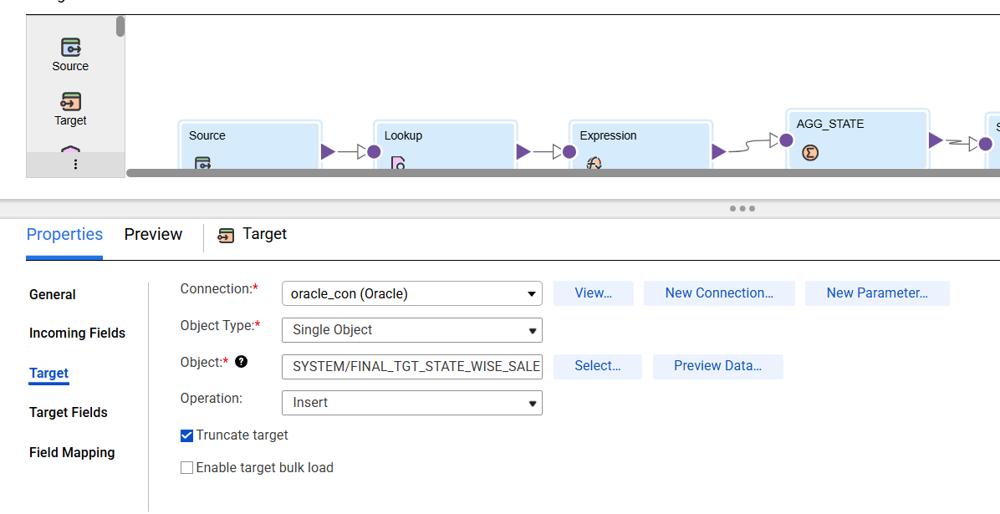 Source
Target
Source
Lookup
Expression
AGG_STATE
Properties
Preview
Target
General
Incoming Fields
Target
Target Fields
Field Mapping
Connection:*
oracle_con (Oracle)
View...
New Connection...
New Parameter...
Object Type:*
Single Object
Object:* ?
SYSTEM/FINAL_TGT_STATE_WISE_SALE
Select...
Preview Data...
Operation:
Insert
Truncate target
Enable target bulk load